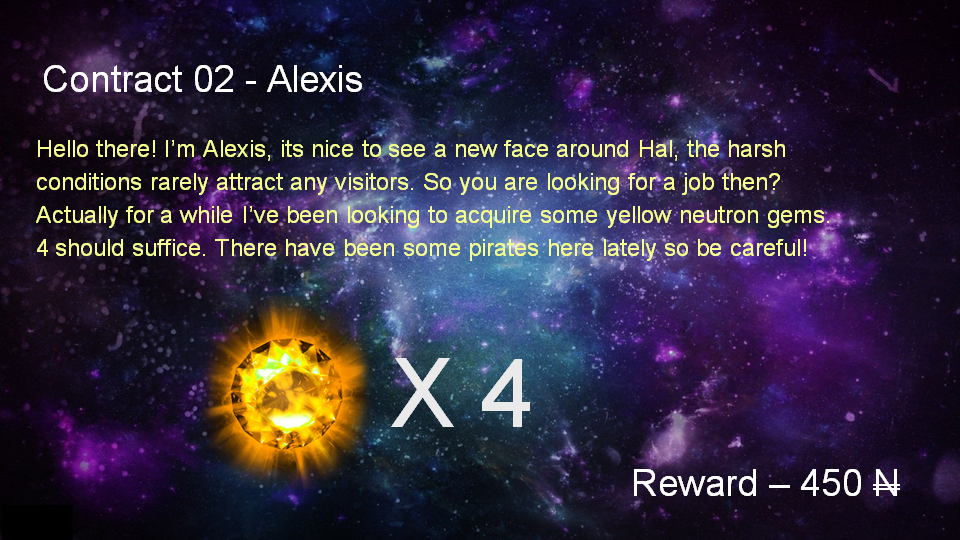 Contract 02 - Alexis
Hello there! I’m Alexis, its nice to see a new face around Hal, the harsh
conditions rarely attract any visitors. So you are looking for a job then?
Actually for a while I’ve been looking to acquire some yellow neutron gems.
4 should suffice. There have been some pirates here lately so be careful!
X 4
Reward – 450 ₦